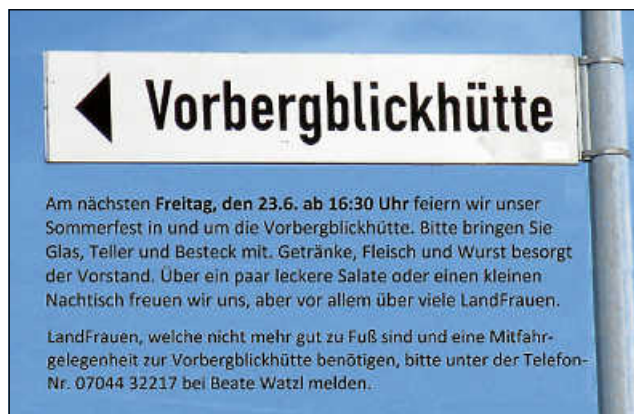 Vorbergblickhütte
Am nächsten Freitag, den 23.6. ab 16:30 Uhr feiern wir unser
Sommerfest in und um die Vorbergblickhütte. Bitte bringen Sie
Glas, Teller und Besteck mit. Getränke, Fleisch und Wurst besorgt
der Vorstand. Über ein paar leckere Salate oder einen kleinen
Nachtisch freuen wir uns, aber vor allem über viele LandFrauen.
LandFrauen, welche nicht mehr gut zu Fuß sind und eine Mitfahr-
gelegenheit zur Vorbergblickhütte benötigen, bitte unter der Telefon-
Nr. 07044 32217 bei Beate Watzl melden.